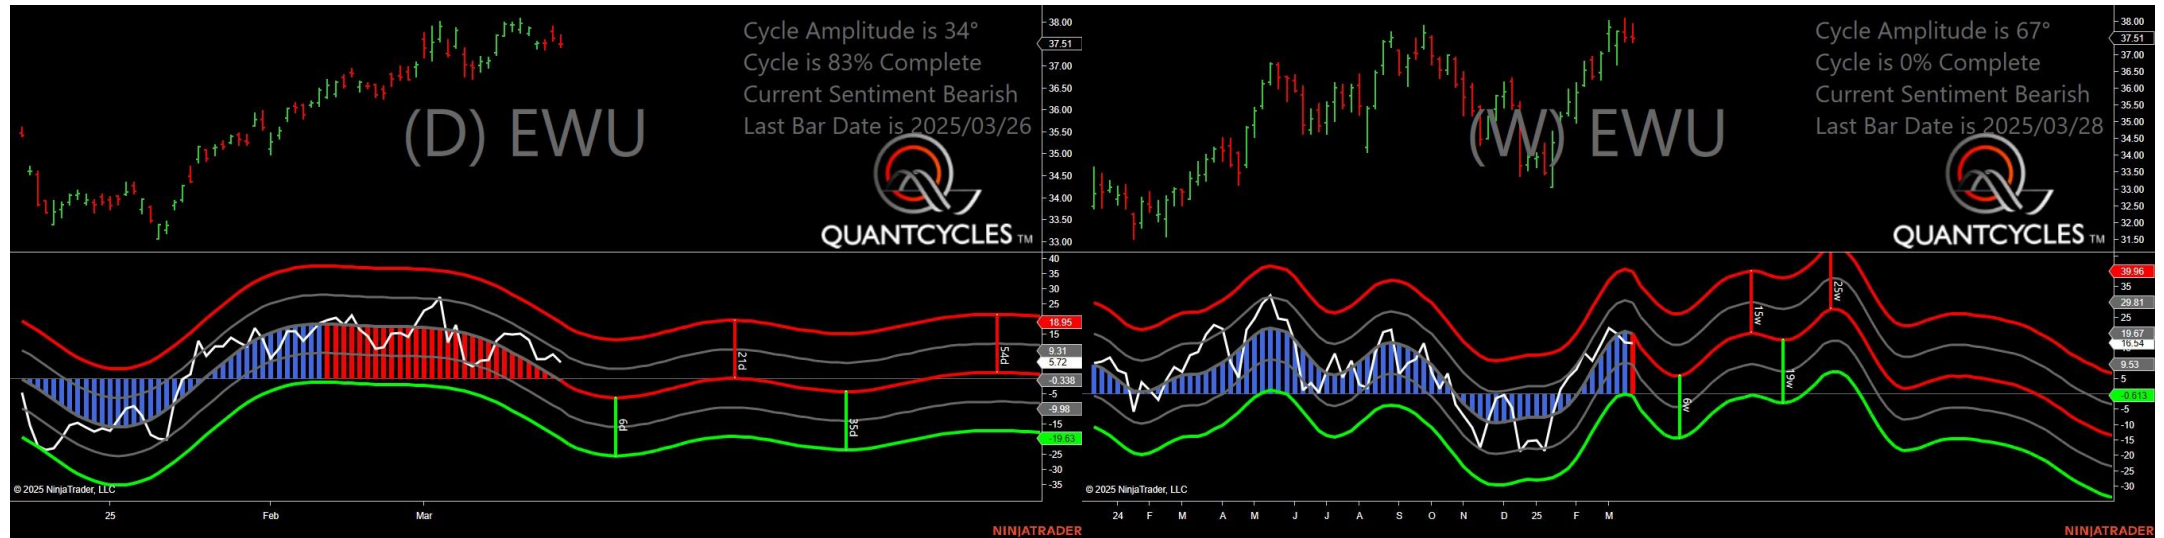 Cycle Amplitude is 34°
Cycle is 83% Complete
Current Sentiment Bearish
Last Bar Date is 2025/03/26
(D) EWU
QUANTCYCLES TM
38.00
37.51
37.00
36.50
36.00
35.50
35.00
34.50
34.00
33.50
33.00
40
35
30
25
18.95
15
9.31
5.72
-0.338
-5
-9.98
-15
-19.63
-25
-30
-35
21d
54d
6d
35d
© 2025 NinjaTrader, LLC
25 Feb Mar
NINJATRADER
Cycle Amplitude is 67°
Cycle is 0% Complete
Current Sentiment Bearish
Last Bar Date is 2025/03/28
(W) EWU
QUANTCYCLES TM
38.00
37.51
37.00
36.50
36.00
35.50
35.00
34.50
34.00
33.50
33.00
32.50
32.00
31.50
39.96
35
29.81
25
19.67
16.54
9.53
5
-0.613
-5
-10
-15
-20
-25
-30
15w
25w
6w
19w
© 2025 NinjaTrader, LLC
24 F M A M J J A S O N D 25 F M
NINJATRADER